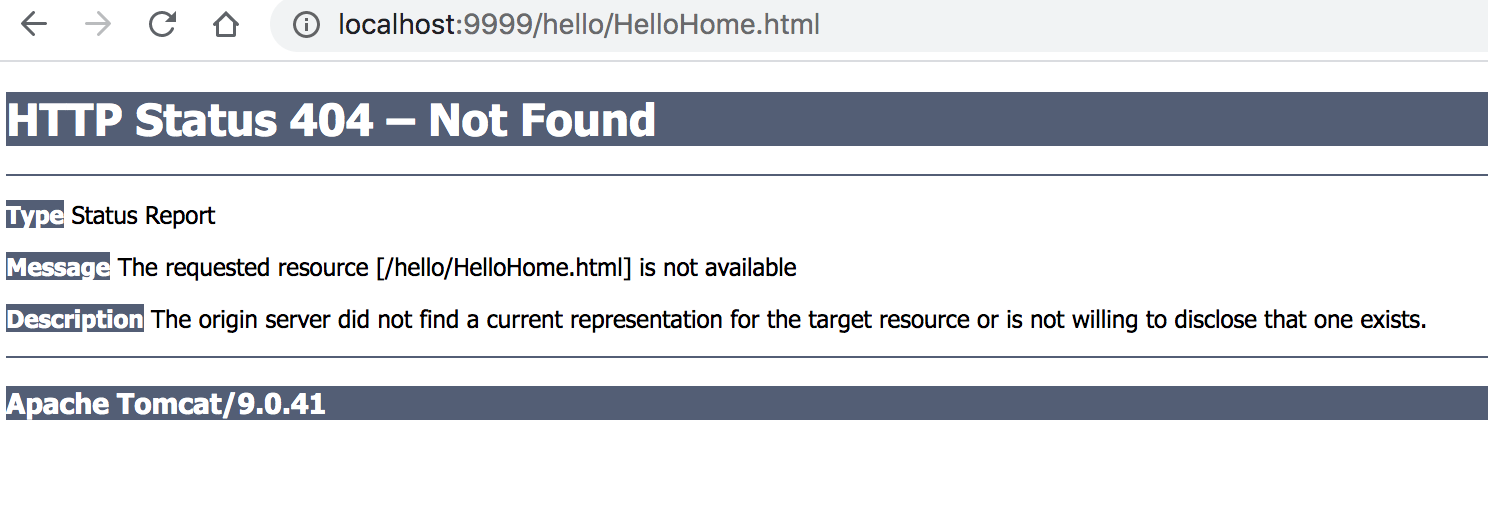 localhost:9999/hello/HelloHome.html
HTTP Status 404 – Not Found
Type Status Report
Message The requested resource [/hello/HelloHome.html] is not available
Description The origin server did not find a current representation for the target resource or is not willing to disclose that one exists.
Apache Tomcat/9.0.41